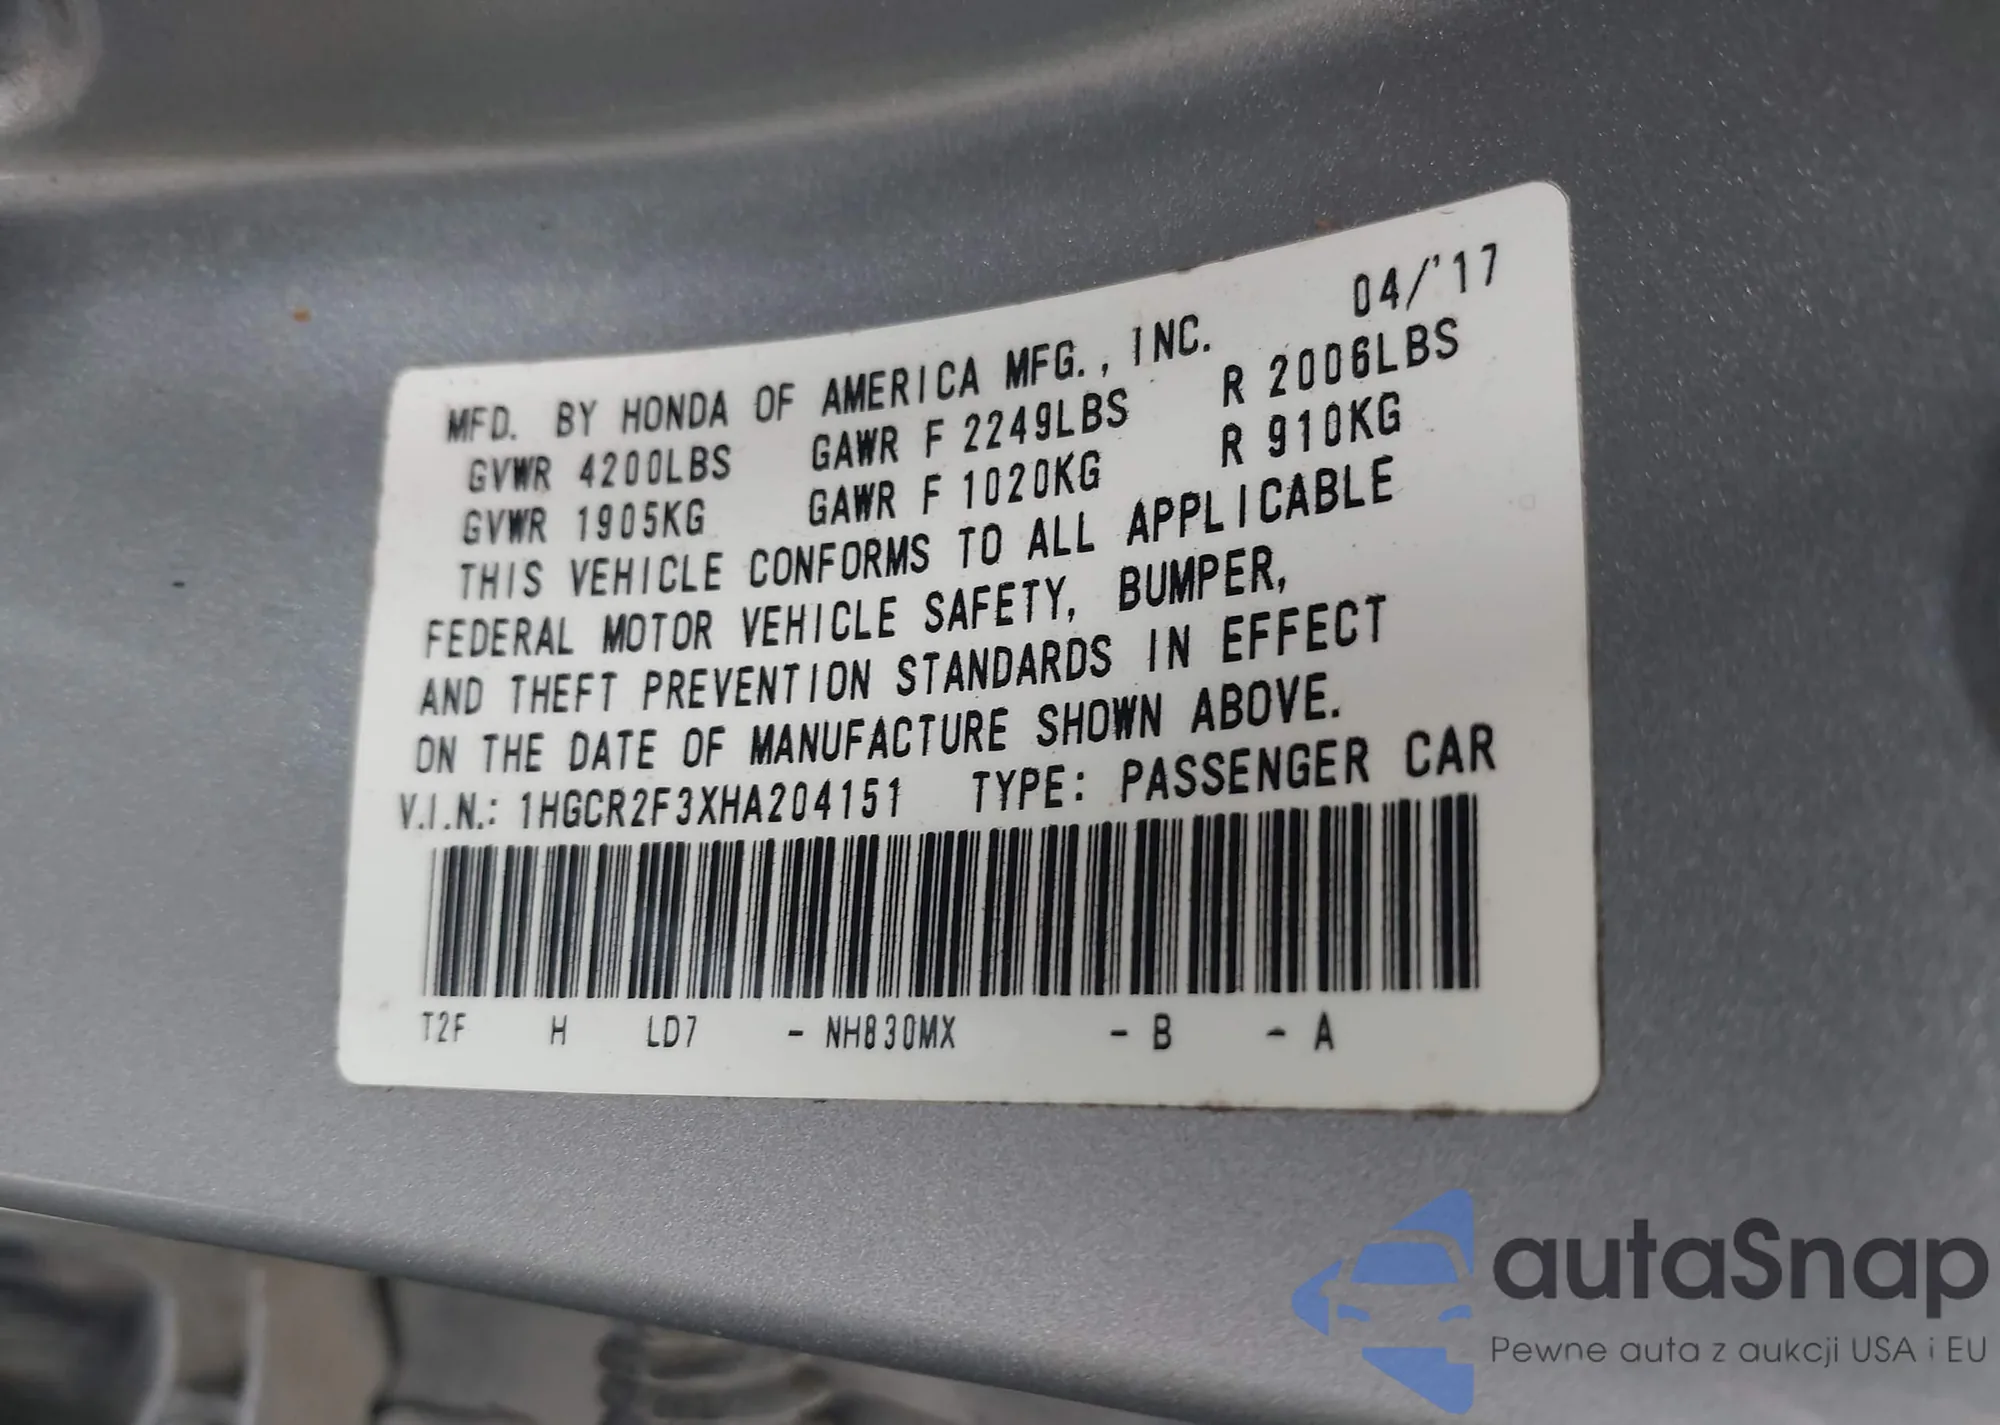 04/'17
MFD. BY HONDA OF AMERICA MFG., INC.
GVWR 4200LBS GAWR F 2249LBS R 2006LBS
GVWR 1905KG GAWR F 1020KG R 910KG
THIS VEHICLE CONFORMS TO ALL APPLICABLE
FEDERAL MOTOR VEHICLE SAFETY, BUMPER,
AND THEFT PREVENTION STANDARDS IN EFFECT
ON THE DATE OF MANUFACTURE SHOWN ABOVE.
V.I.N.: 1HGCR2F3XHA204151 TYPE: PASSENGER CAR
T2F H LD7 - NH830MX - B - A
autaSnap
Pewne auta z aukcji USA i EU